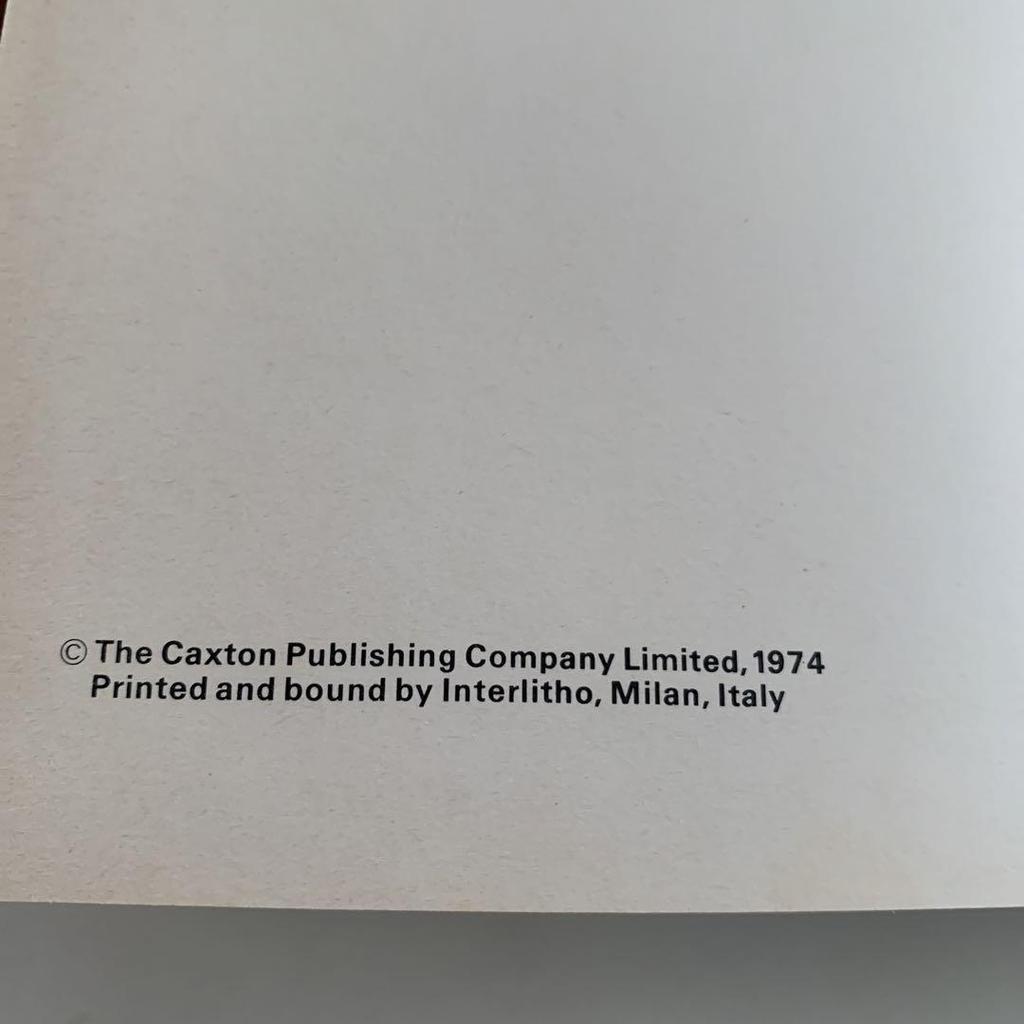 © The Caxton Publishing Company Limited, 1974
Printed and bound by Interlitho, Milan, Italy